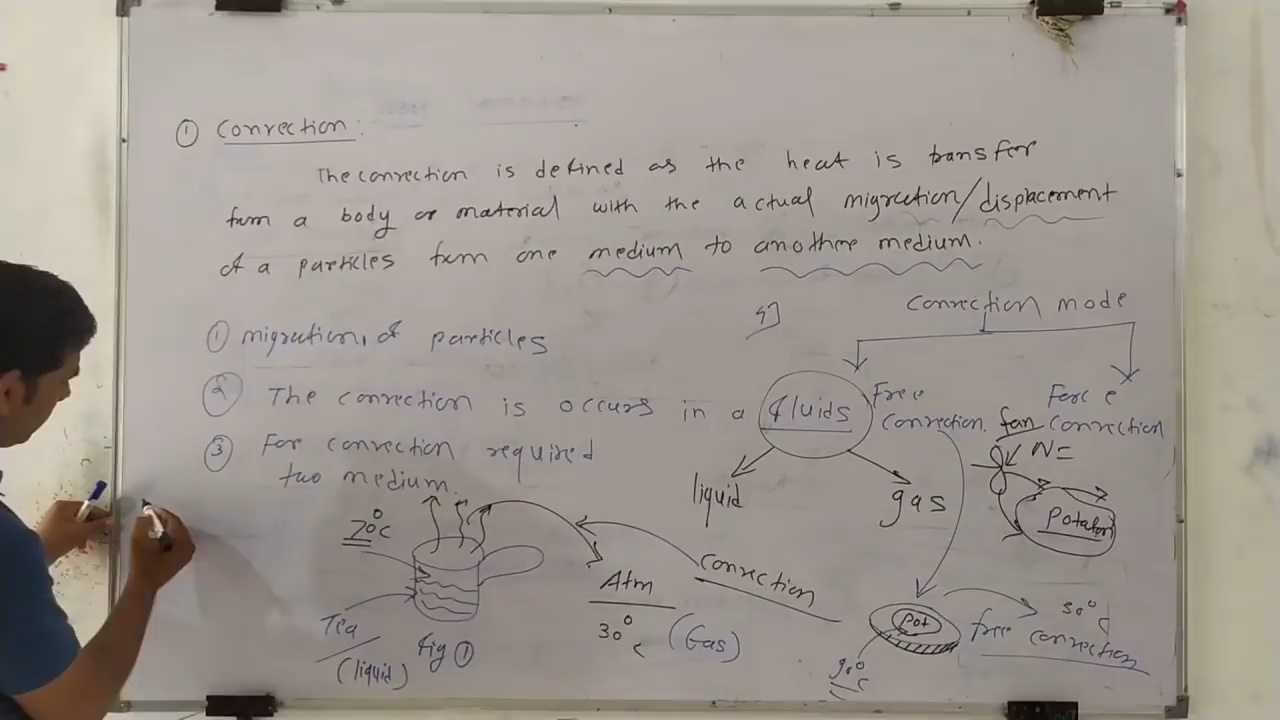 ① Convection:
The convection is defined as the heat is transfer
from a body or material with the actual migration/displacement
of a particles from one medium to another medium.
① migration of particles
② The convection is occurs in a fluids
③ For convection required
two medium.
liquid
gas
Convection mode
Free
convection
Force
convection
fan
N=
Potator
70°c
Tea
(liquid)
fig ①
Atm
30°c
(Gas)
Convection
Pot
90°c
30°c
free convection